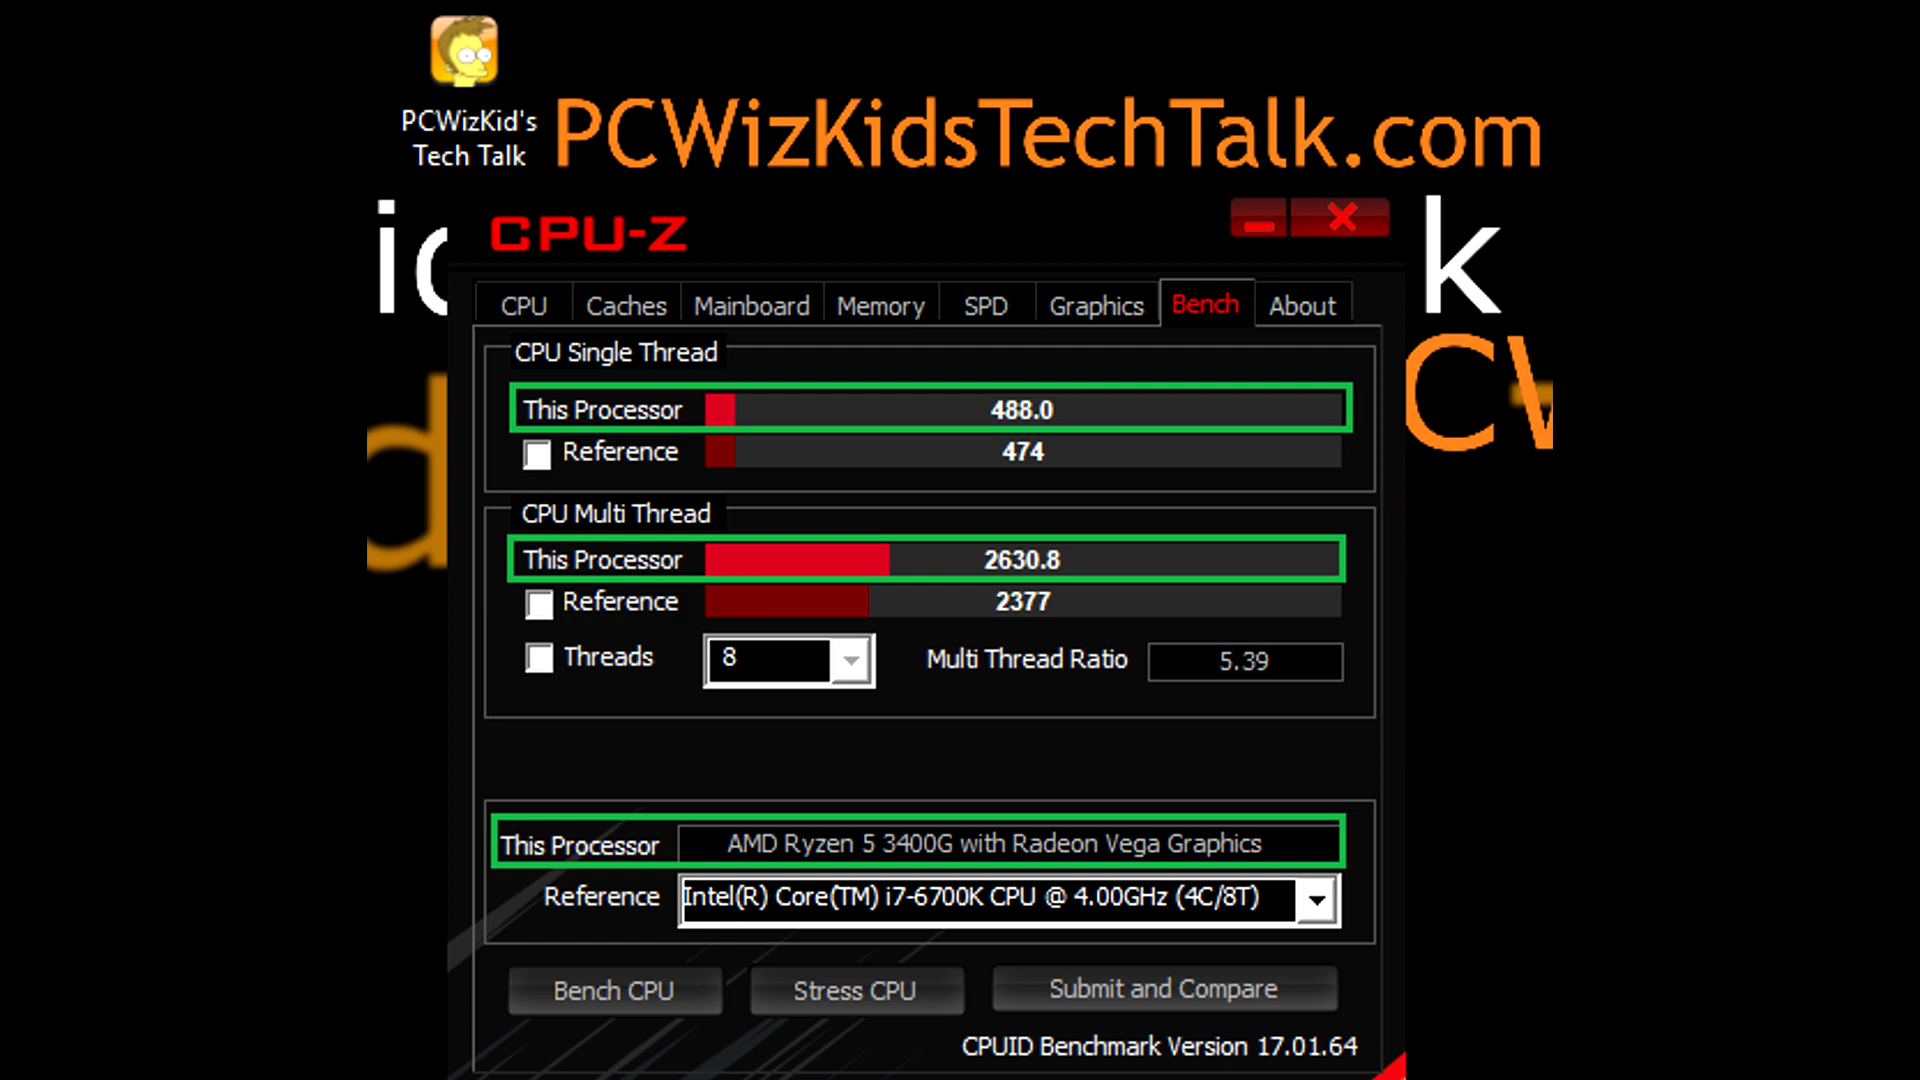 PCWizKid's
Tech Talk
PCWizKidsTechTalk.com
CPU-Z
k
CPU Caches Mainboard Memory SPD Graphics Bench About
CPU Single Thread
This Processor 488.0
Reference 474
CPU Multi Thread
This Processor 2630.8
Reference 2377
Threads 8 Multi Thread Ratio 5.39
This Processor AMD Ryzen 5 3400G with Radeon Vega Graphics
Reference Intel(R) Core(TM) i7-6700K CPU @ 4.00GHz (4C/8T)
Bench CPU Stress CPU Submit and Compare
CPUID Benchmark Version 17.01.64